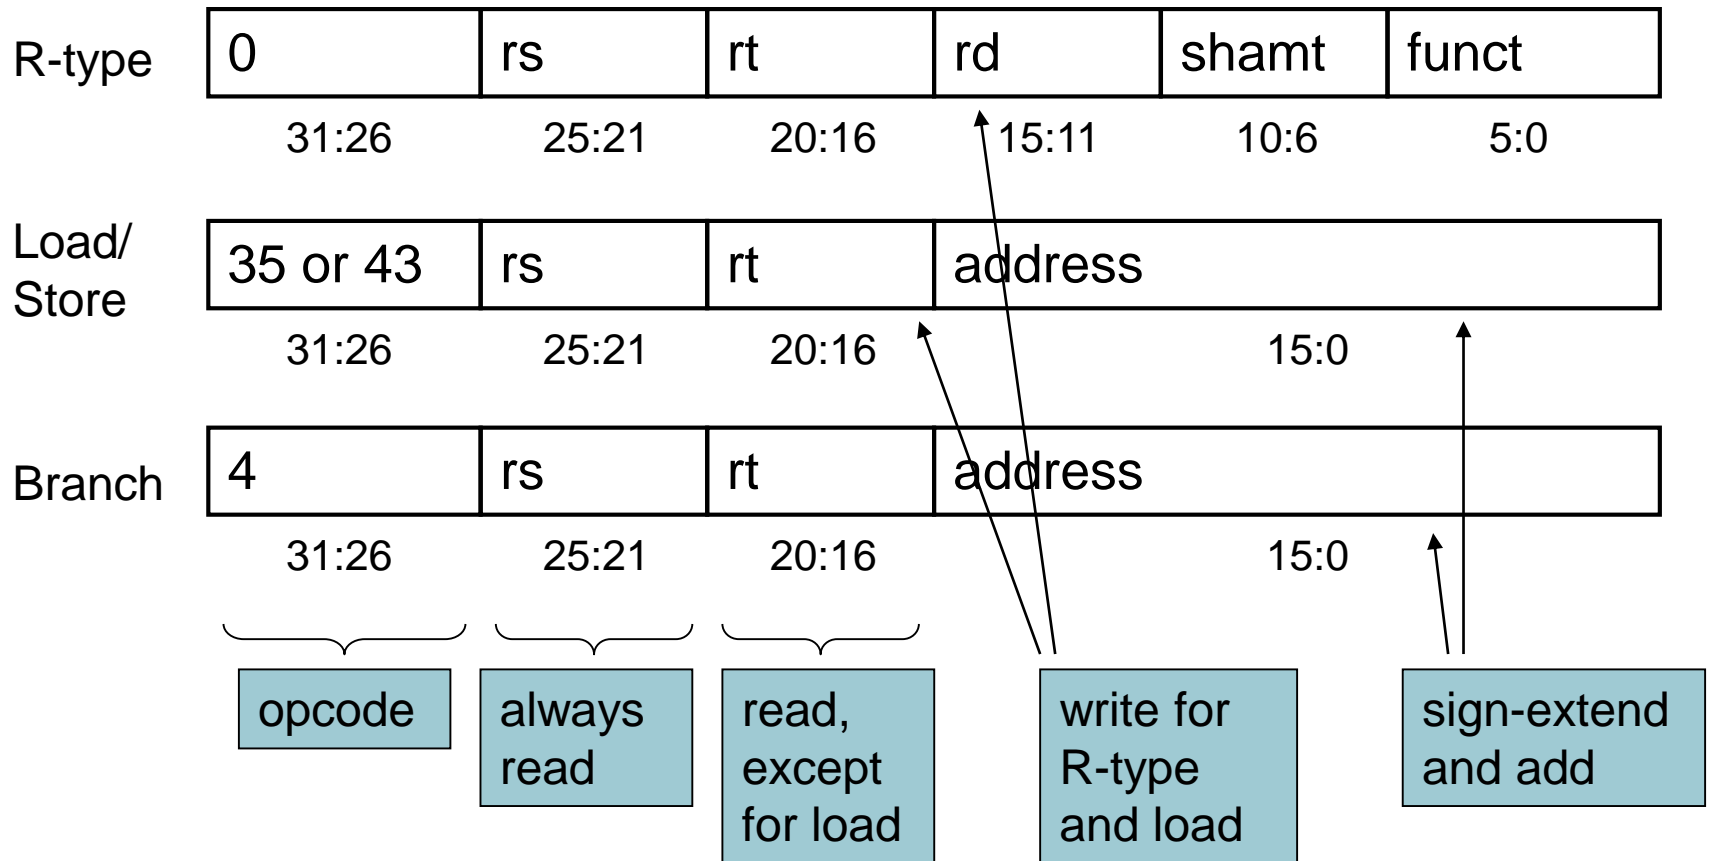 R-type 0 rs rt rd shamt funct
31:26 25:21 20:16 15:11 10:6 5:0
Load/
Store
35 or 43 rs rt address
31:26 25:21 20:16 15:0
Branch 4 rs rt address
31:26 25:21 20:16 15:0
opcode
always
read
read,
except
for load
write for
R-type
and load
sign-extend
and add